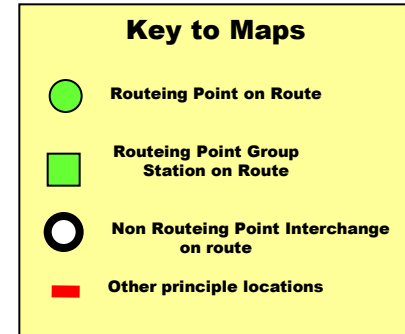 Key to Maps
Routeing Point on Route
Routeing Point Group
Station on Route
Non Routeing Point Interchange
on route
Other principle locations